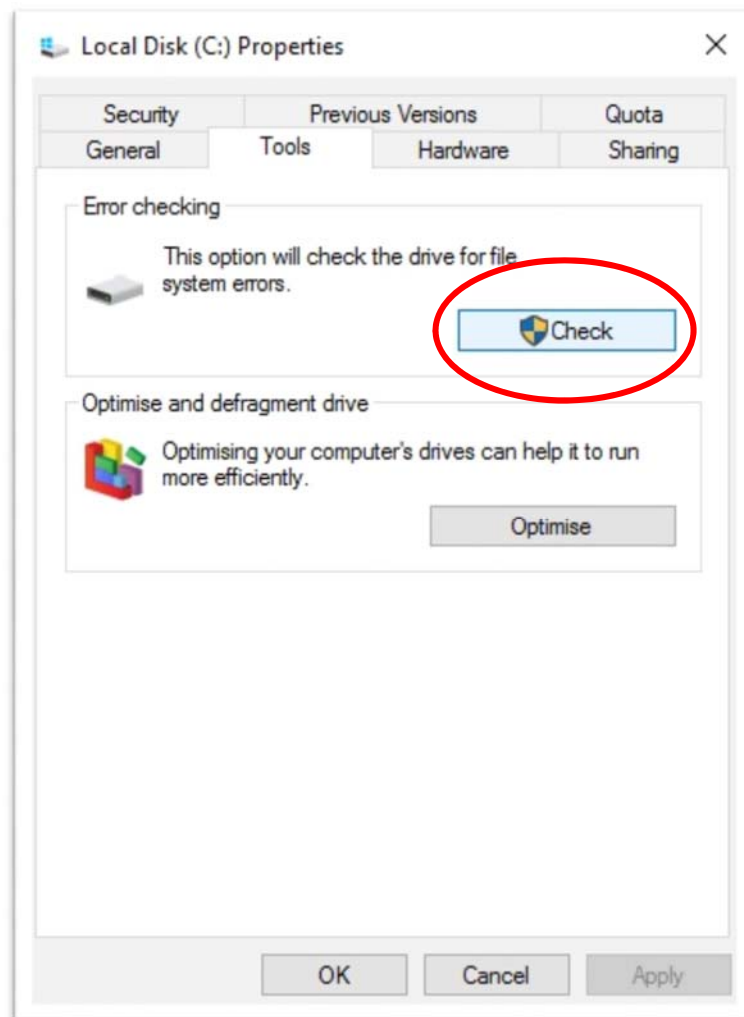 Local Disk (C:) Properties
Security Previous Versions Quota
General Tools Hardware Sharing
Error checking
This option will check the drive for file
system errors.
Check
Optimise and defragment drive
Optimising your computer's drives can help it to run
more efficiently.
Optimise
OK Cancel Apply